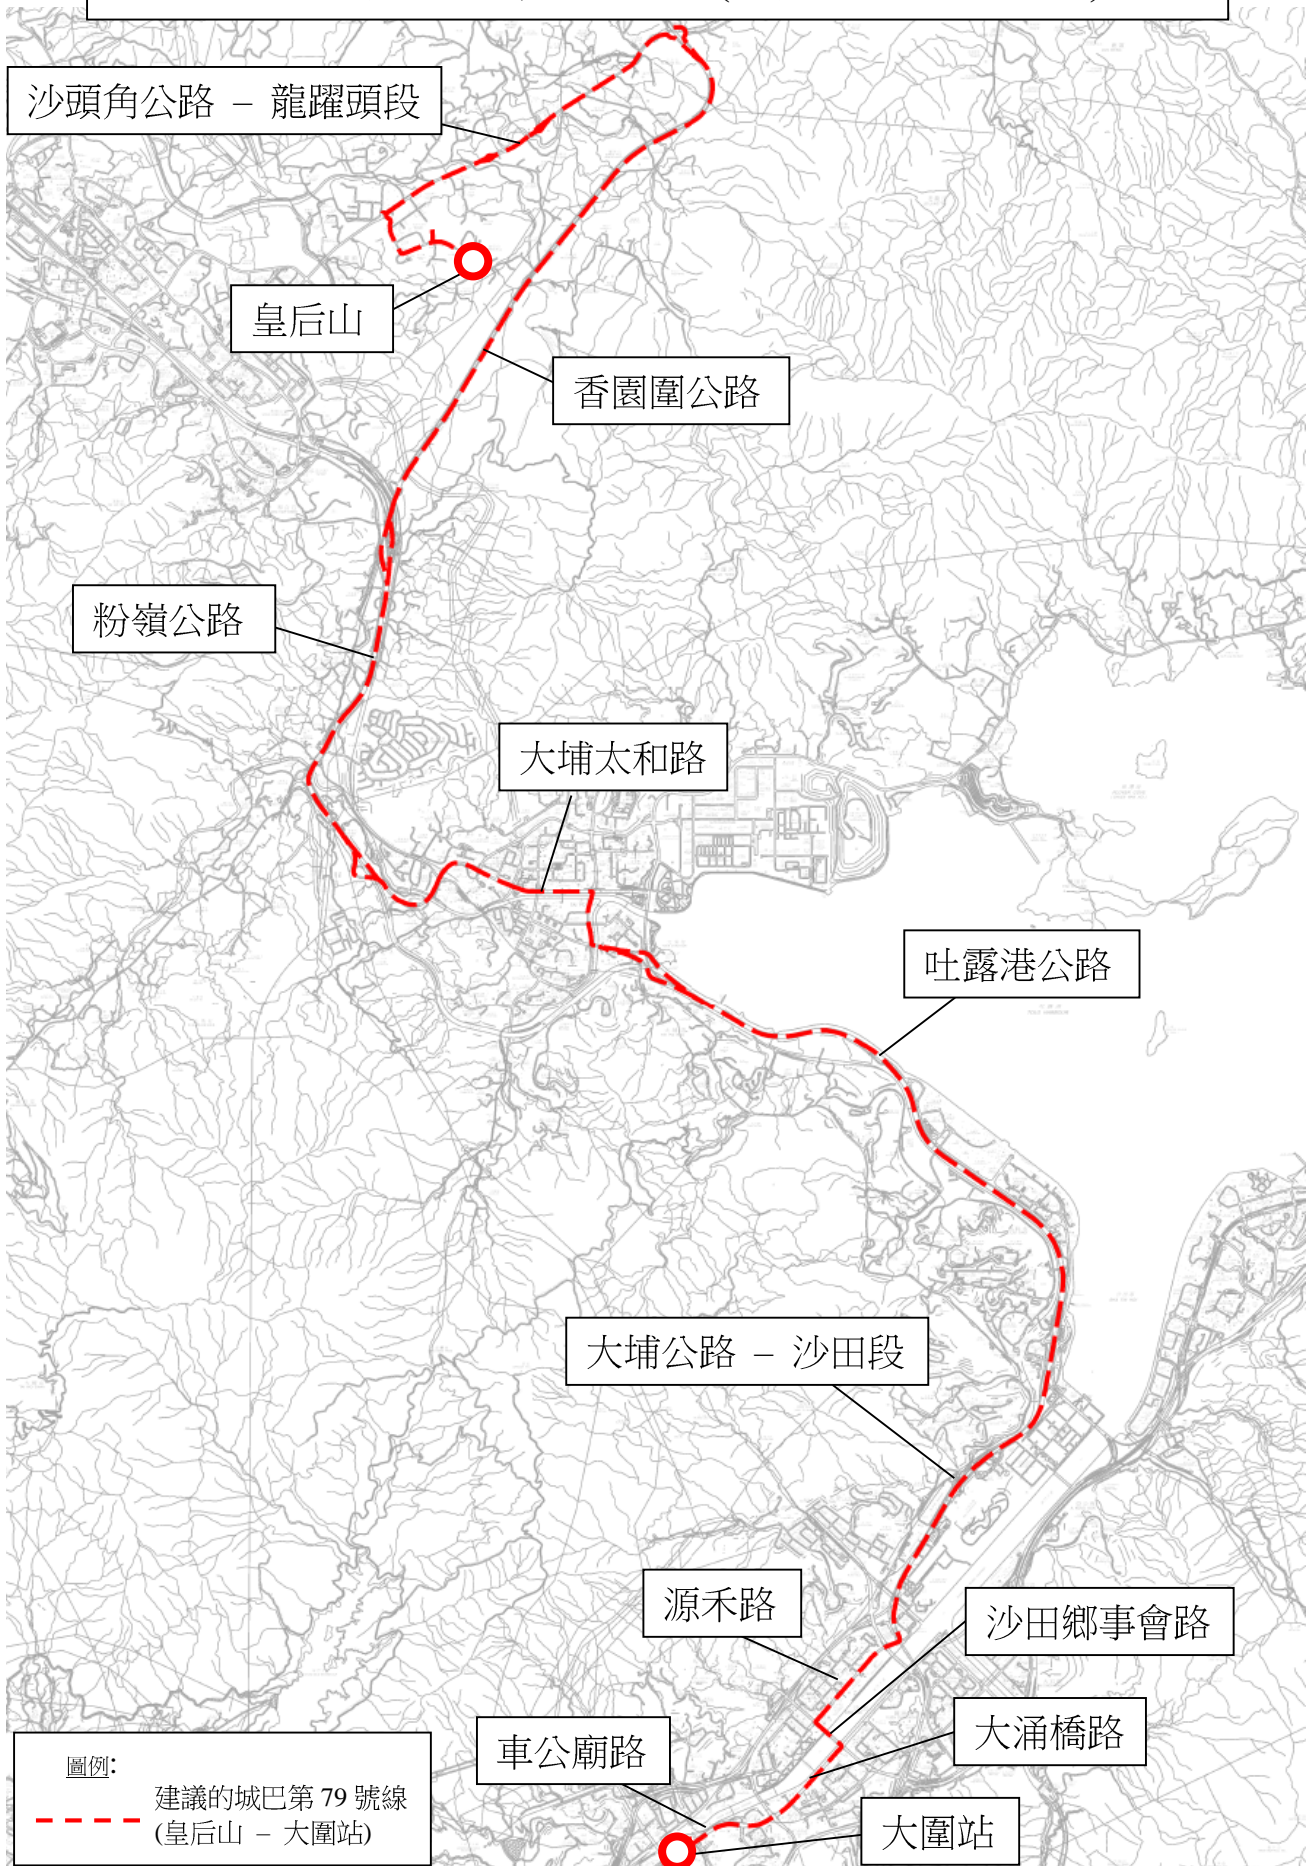 沙頭角公路 – 龍躍頭段
皇后山
香園圍公路
粉嶺公路
大埔太和路
吐露港公路
大埔公路 – 沙田段
源禾路
沙田鄉事會路
大涌橋路
車公廟路
大圍站
圖例:
建議的城巴第 79 號線
(皇后山 – 大圍站)